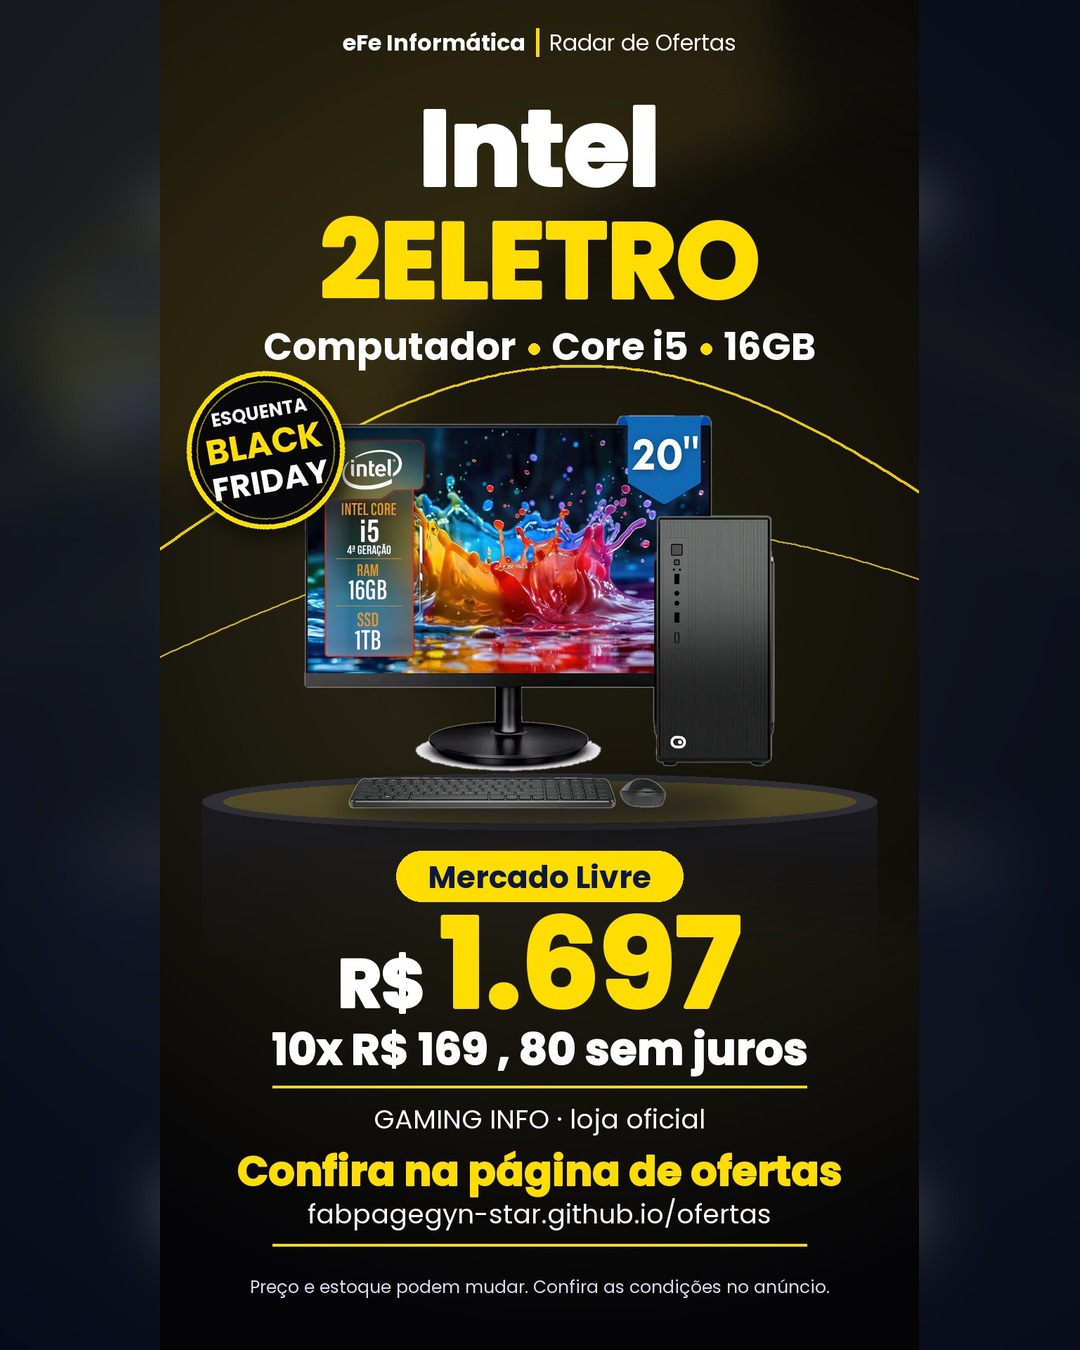 eFe Informática | Radar de Ofertas
Intel
2ELETRO
Computador • Core i5 • 16GB
ESQUENTA
BLACK
FRIDAY
intel
INTEL CORE
i5
4ª GERAÇÃO
RAM
16GB
SSD
1TB
20"
Mercado Livre
R$ 1.697
10x R$ 169 , 80 sem juros
GAMING INFO · loja oficial
Confira na página de ofertas
fabpagegyn-star.github.io/ofertas
Preço e estoque podem mudar. Confira as condições no anúncio.